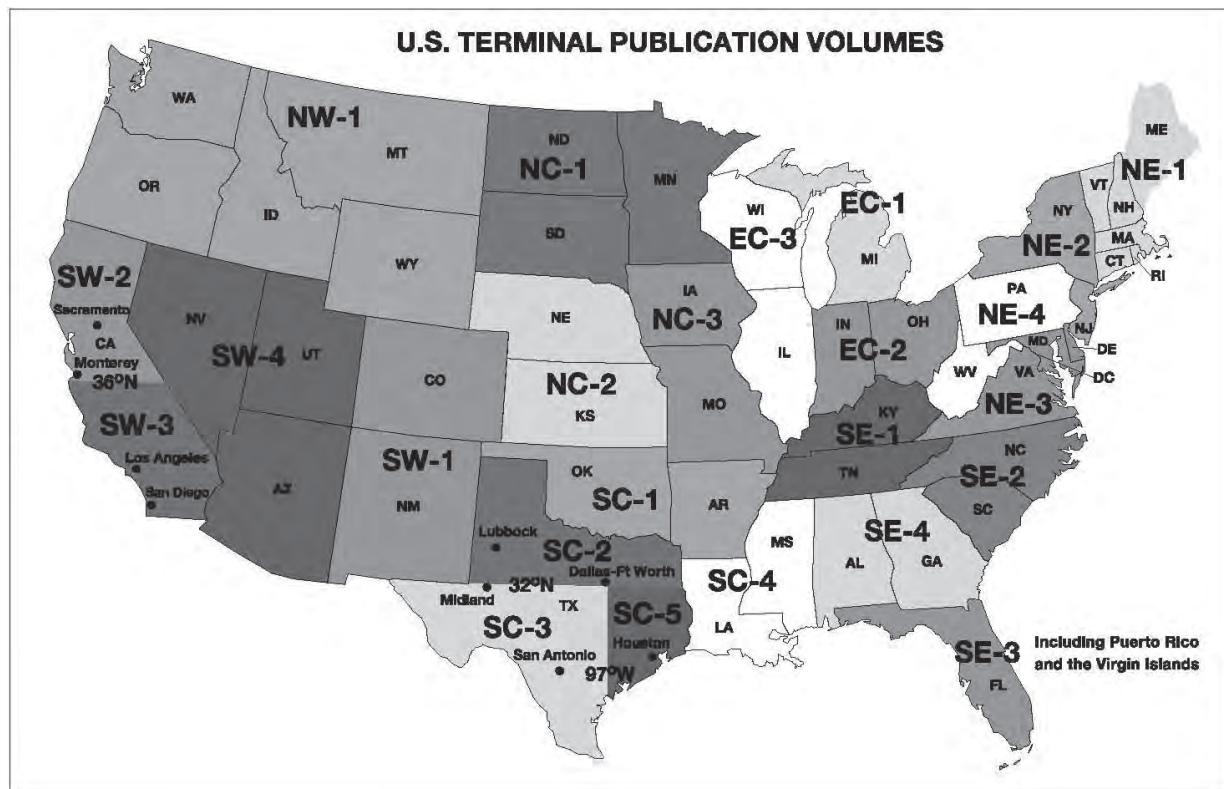 U.S. TERMINAL PUBLICATION VOLUMES
WA
NW-1
MT
ND
NC-1
MN
ME
NE-1
VT
NH
OR
ID
SD
WI
EC-3
EC-1
MI
NY
NE-2
MA
CT
RI
WY
SW-2
Sacramento
CA
Monterey
36ºN
NV
SW-4
UT
NE
IA
NC-3
IL
IN
OH
EC-2
PA
NE-4
NJ
MD
DE
DC
WV
VA
NE-3
CO
NC-2
KS
MO
KY
SE-1
SW-3
Los Angeles
San Diego
AZ
SW-1
NM
OK
SC-1
AR
TN
NC
SE-2
SC
Lubbock
SC-2
Dallas-Ft Worth
Midland
32ºN
TX
SC-3
San Antonio
97ºW
SC-5
Houston
SC-4
LA
MS
AL
SE-4
GA
SE-3
FL
Including Puerto Rico
and the Virgin Islands